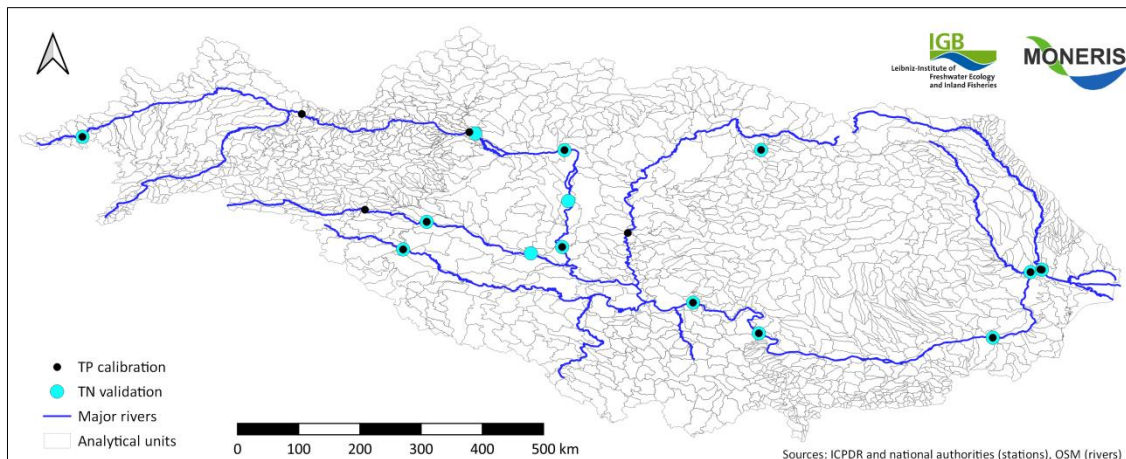 IGB
Leibniz-Institute of
Freshwater Ecology
and Inland Fisheries
MONERIS
TP calibration
TN validation
Major rivers
Analytical units
0 100 200 300 400 500 km
Sources: ICPDR and national authorities (stations), OSM (rivers)